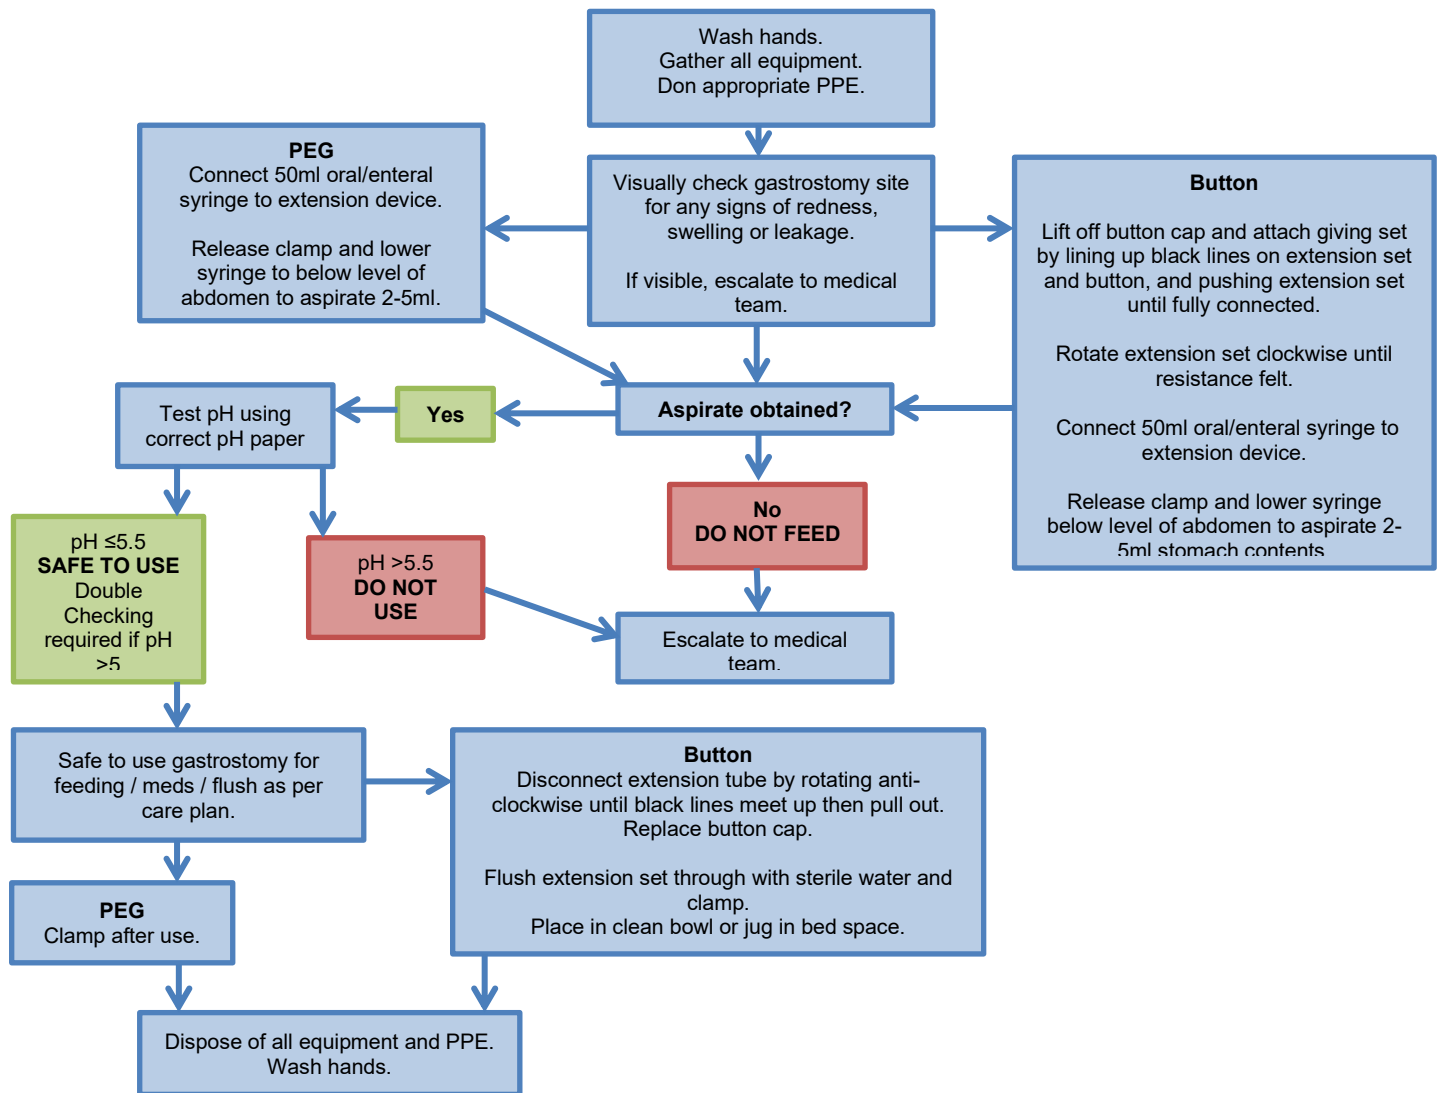 Wash hands.
Gather all equipment.
Don appropriate PPE.
PEG
Connect 50ml oral/enteral
syringe to extension device.
Release clamp and lower
syringe to below level of
abdomen to aspirate 2-5ml.
Visually check gastrostomy site
for any signs of redness,
swelling or leakage.
If visible, escalate to medical
team.
Button
Lift off button cap and attach giving set
by lining up black lines on extension set
and button, and pushing extension set
until fully connected.
Rotate extension set clockwise until
resistance felt.
Connect 50ml oral/enteral syringe to
extension device.
Release clamp and lower syringe
below level of abdomen to aspirate 2-
5ml stomach contents
Aspirate obtained?
Yes
Test pH using
correct pH paper
No
DO NOT FEED
pH ≤5.5
SAFE TO USE
Double
Checking
required if pH
>5
pH >5.5
DO NOT
USE
Escalate to medical
team.
Safe to use gastrostomy for
feeding / meds / flush as per
care plan.
Button
Disconnect extension tube by rotating anti-
clockwise until black lines meet up then pull out.
Replace button cap.
Flush extension set through with sterile water and
clamp.
Place in clean bowl or jug in bed space.
PEG
Clamp after use.
Dispose of all equipment and PPE.
Wash hands.